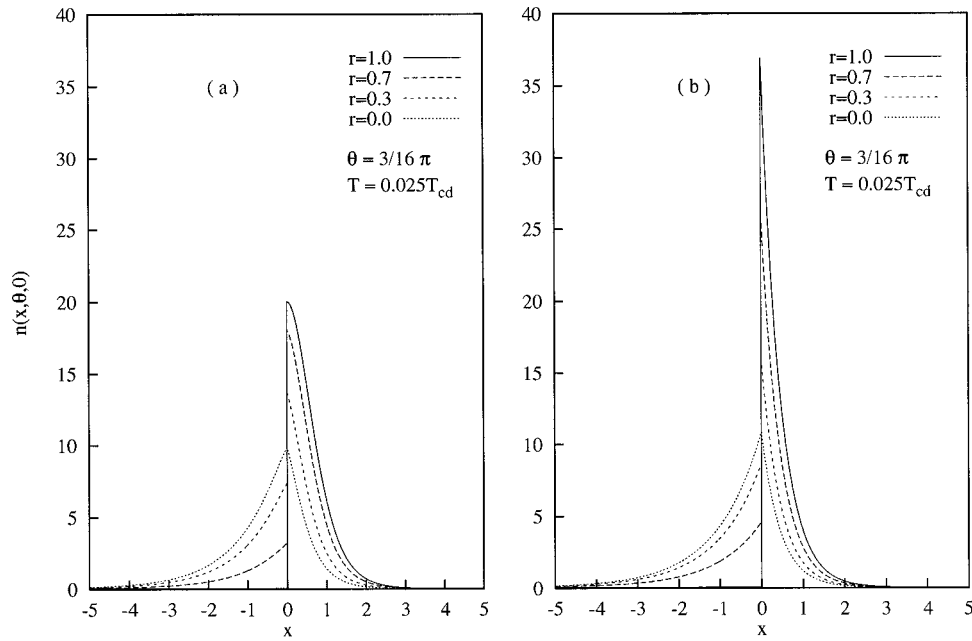 40
35
30
25
20
15
10
5
0
n(x,θ,0)
( a )
r=1.0
r=0.7
r=0.3
r=0.0
θ = 3/16 π
T = 0.025Tcd
-5 -4 -3 -2 -1 0 1 2 3 4 5
x
40
35
30
25
20
15
10
5
0
( b )
r=1.0
r=0.7
r=0.3
r=0.0
θ = 3/16 π
T = 0.025Tcd
-5 -4 -3 -2 -1 0 1 2 3 4 5
x